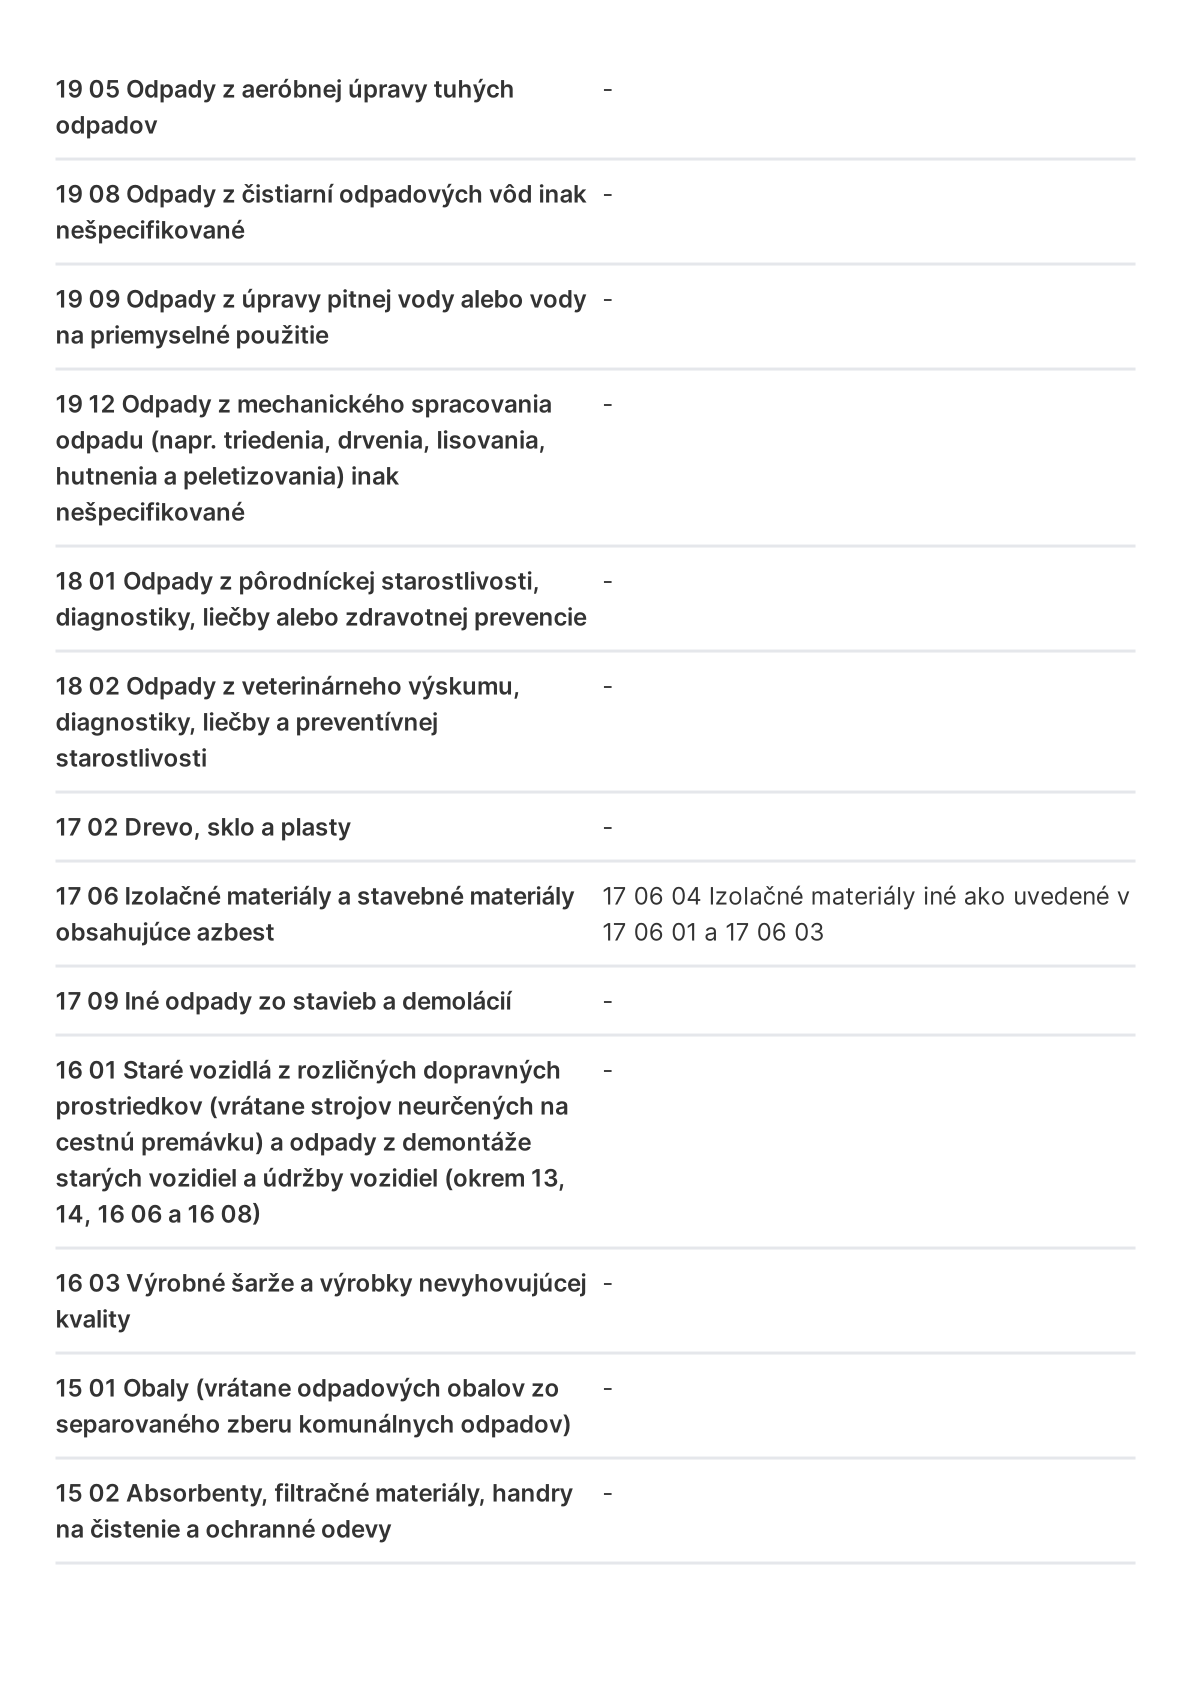 19 05 Odpady z aeróbnej úpravy tuhých -
odpadov
19 08 Odpady z čistiarní odpadových vôd inak -
nešpecifikované
19 09 Odpady z úpravy pitnej vody alebo vody -
na priemyselné použitie
19 12 Odpady z mechanického spracovania -
odpadu (napr. triedenia, drvenia, lisovania,
hutnenia a peletizovania) inak
nešpecifikované
18 01 Odpady z pôrodníckej starostlivosti, -
diagnostiky, liečby alebo zdravotnej prevencie
18 02 Odpady z veterinárneho výskumu, -
diagnostiky, liečby a preventívnej
starostlivosti
17 02 Drevo, sklo a plasty -
17 06 Izolačné materiály a stavebné materiály 17 06 04 Izolačné materiály iné ako uvedené v
obsahujúce azbest 17 06 01 a 17 06 03
17 09 Iné odpady zo stavieb a demolácií -
16 01 Staré vozidlá z rozličných dopravných -
prostriedkov (vrátane strojov neurčených na
cestnú premávku) a odpady z demontáže
starých vozidiel a údržby vozidiel (okrem 13,
14, 16 06 a 16 08)
16 03 Výrobné šarže a výrobky nevyhovujúcej -
kvality
15 01 Obaly (vrátane odpadových obalov zo -
separovaného zberu komunálnych odpadov)
15 02 Absorbenty, filtračné materiály, handry -
na čistenie a ochranné odevy